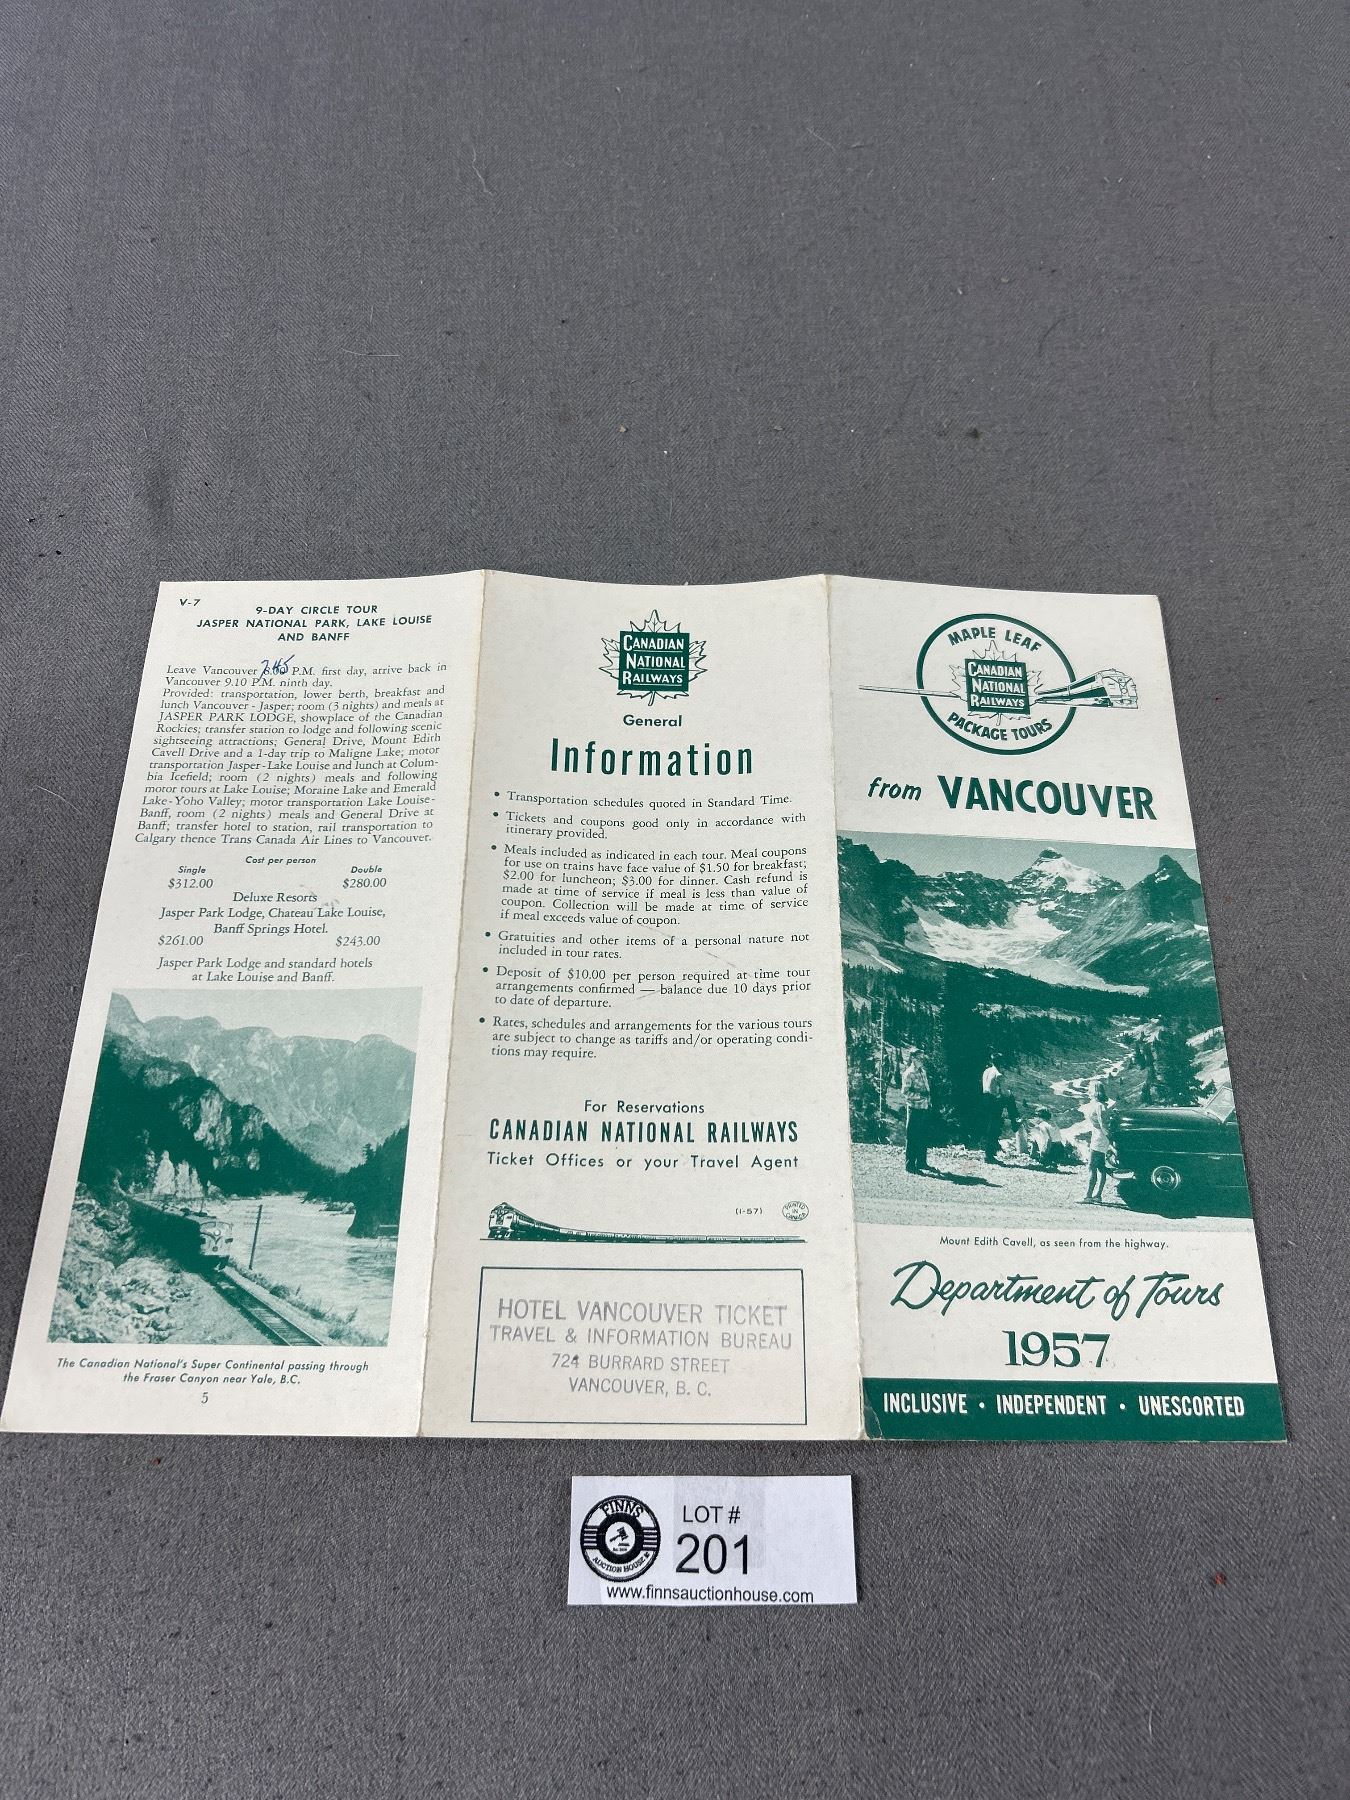 V-7
9-DAY CIRCLE TOUR
JASPER NATIONAL PARK, LAKE LOUISE
AND BANFF
7.45
Leave Vancouver 8.00 P.M. first day, arrive back in
Vancouver 9.10 P.M. ninth day.
Provided: transportation, lower berth, breakfast and
lunch Vancouver - Jasper; room (3 nights) and meals at
JASPER PARK LODGE, showplace of the Canadian
Rockies; transfer station to lodge and following scenic
sightseeing attractions; General Drive, Mount Edith
Cavell Drive and a 1-day trip to Maligne Lake; motor
transportation Jasper-Lake Louise and lunch at Colum-
bia Icefield; room (2 nights) meals and following
motor tours at Lake Louise; Moraine Lake and Emerald
Lake-Yoho Valley; motor transportation Lake Louise-
Banff, room (2 nights) meals and General Drive at
Banff; transfer hotel to station, rail transportation to
Calgary thence Trans Canada Air Lines to Vancouver.
Cost per person
Single Double
$312.00 $280.00
Deluxe Resorts
Jasper Park Lodge, Chateau Lake Louise,
Banff Springs Hotel.
$261.00 $243.00
Jasper Park Lodge and standard hotels
at Lake Louise and Banff.
The Canadian National's Super Continental passing through
the Fraser Canyon near Yale, B.C.
5
CANADIAN
NATIONAL
RAILWAYS
General
Information
• Transportation schedules quoted in Standard Time.
• Tickets and coupons good only in accordance with
itinerary provided.
• Meals included as indicated in each tour. Meal coupons
for use on trains have face value of $1.50 for breakfast;
$2.00 for luncheon; $3.00 for dinner. Cash refund is
made at time of service if meal is less than value of
coupon. Collection will be made at time of service
if meal exceeds value of coupon.
• Gratuities and other items of a personal nature not
included in tour rates.
• Deposit of $10.00 per person required at time tour
arrangements confirmed — balance due 10 days prior
to date of departure.
• Rates, schedules and arrangements for the various tours
are subject to change as tariffs and/or operating condi-
tions may require.
For Reservations
CANADIAN NATIONAL RAILWAYS
Ticket Offices or your Travel Agent
(1-57)
PRINTED
IN
CANADA
HOTEL VANCOUVER TICKET
TRAVEL & INFORMATION BUREAU
724 BURRARD STREET
VANCOUVER, B. C.
MAPLE LEAF
CANADIAN
NATIONAL
RAILWAYS
PACKAGE TOURS
from VANCOUVER
Mount Edith Cavell, as seen from the highway.
Department of Tours
1957
INCLUSIVE • INDEPENDENT • UNESCORTED
FINNS
AUCTION HOUSE
LOT #
201
www.finnsauctionhouse.com